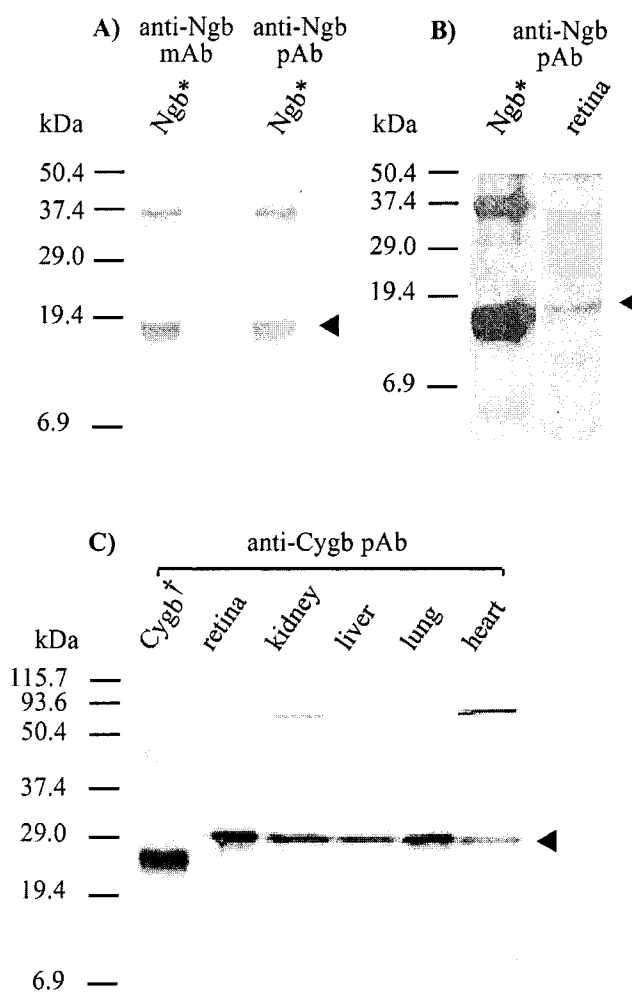 A) anti-Ngb mAb anti-Ngb pAb
Ngb* Ngb*
kDa
50.4
37.4
29.0
19.4
6.9
B) anti-Ngb pAb
Ngb* retina
kDa
50.4
37.4
29.0
19.4
6.9
C) anti-Cygb pAb
Cygb† retina kidney liver lung heart
kDa
115.7
93.6
50.4
37.4
29.0
19.4
6.9